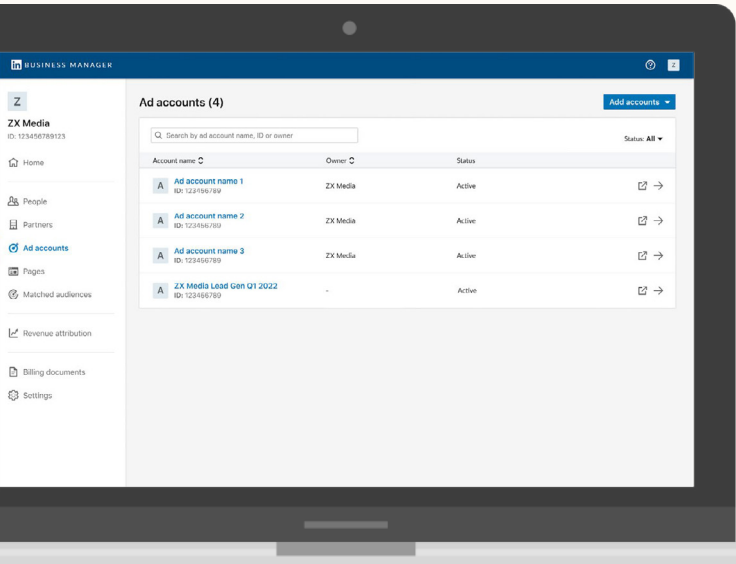 in BUSINESS MANAGER
Z
Z
ZX Media
ID: 123456789123
Home
People
Partners
Ad accounts
Pages
Matched audiences
Revenue attribution
Billing documents
Settings
Ad accounts (4)
Add accounts
Search by ad account name, ID or owner
Status: All
Account name Owner Status
A Ad account name 1 ZX Media Active
ID: 123456789
A Ad account name 2 ZX Media Active
ID: 123456789
A Ad account name 3 ZX Media Active
ID: 123456789
A ZX Media Lead Gen Q1 2022 - Active
ID: 123456789